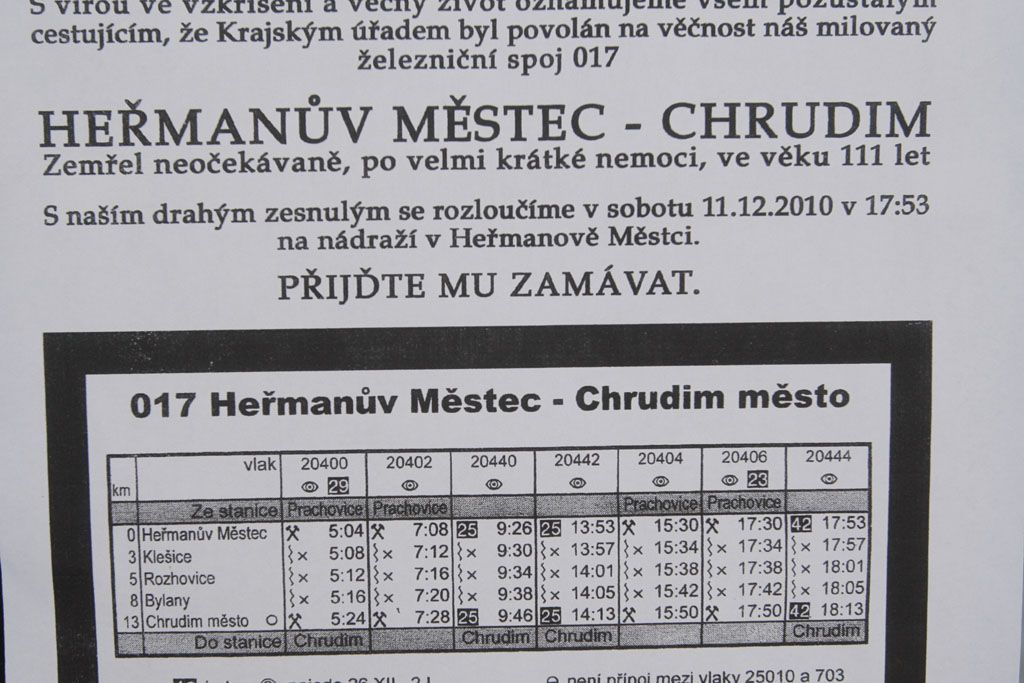 S vírou ve vzkříšení a věčný život oznamujeme všem pozůstalým
cestujícím, že Krajským úřadem byl povolán na věčnost náš milovaný
železniční spoj 017
HEŘMANŮV MĚSTEC - CHRUDIM
Zemřel neočekávaně, po velmi krátké nemoci, ve věku 111 let
S naším drahým zesnulým se rozloučíme v sobotu 11.12.2010 v 17:53
na nádraží v Heřmanově Městci.
PŘIJĎTE MU ZAMÁVAT.
017 Heřmanův Městec - Chrudim město
vlak 20400 20402 20440 20442 20404 20406 20444
km 29 23
Ze stanice Prachovice Prachovice Prachovice Prachovice
0 Heřmanův Městec 5:04 7:08 25 9:26 25 13:53 15:30 17:30 42 17:53
3 Klešice 5:08 7:12 9:30 13:57 15:34 17:34 17:57
5 Rozhovice 5:12 7:16 9:34 14:01 15:38 17:38 18:01
8 Bylany 5:16 7:20 9:38 14:05 15:42 17:42 18:05
13 Chrudim město 5:24 7:28 25 9:46 25 14:13 15:50 17:50 42 18:13
Do stanice Chrudim Chrudim Chrudim Chrudim
není přípoj mezi vlaky 25010 a 703